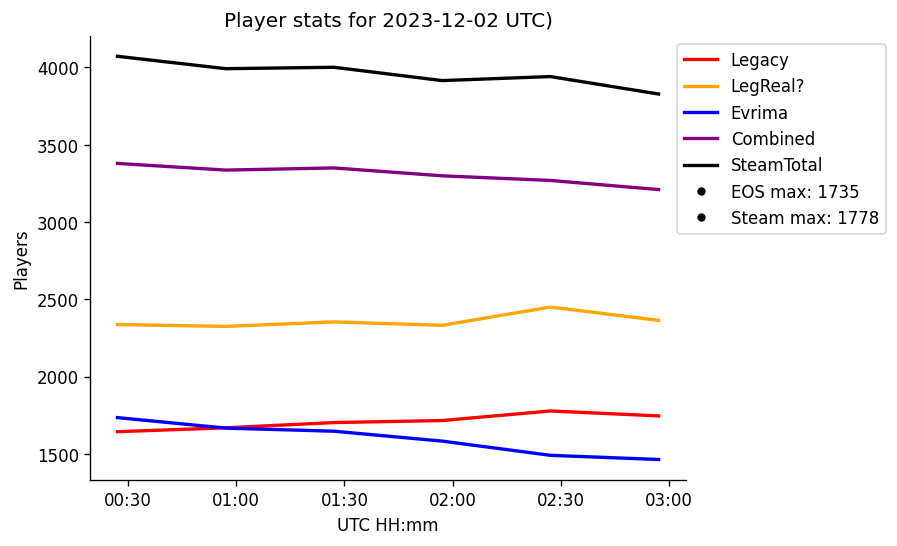 Player stats for 2023-12-02 UTC)
4000
3500
3000
2500
2000
1500
Players
00:30 01:00 01:30 02:00 02:30 03:00
UTC HH:mm
Legacy
LegReal?
Evrima
Combined
SteamTotal
EOS max: 1735
Steam max: 1778